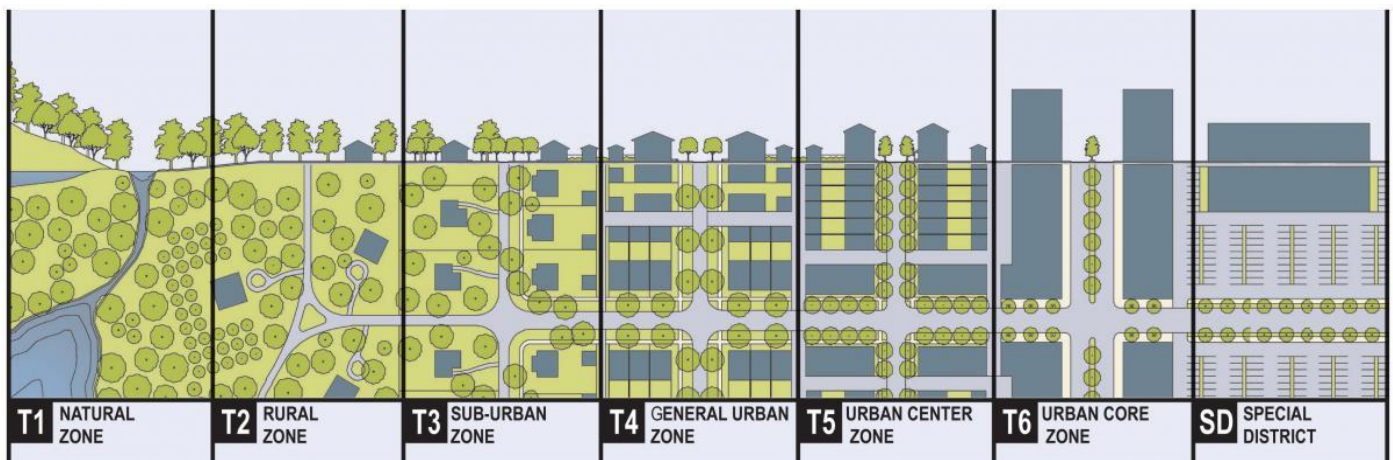 T1 NATURAL
ZONE
T2 RURAL
ZONE
T3 SUB-URBAN
ZONE
T4 GENERAL URBAN
ZONE
T5 URBAN CENTER
ZONE
T6 URBAN CORE
ZONE
SD SPECIAL
DISTRICT